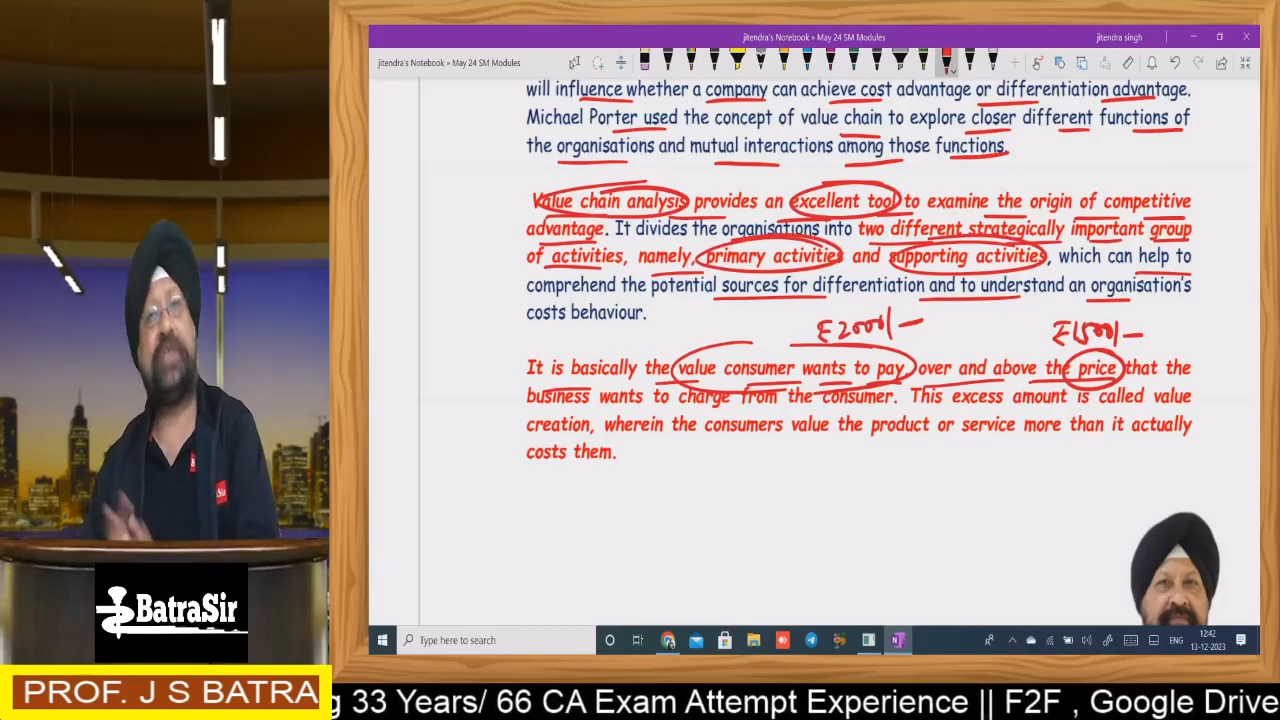 jitendra's Notebook » May 24 SM Modules
jitendra singh
jitendra's Notebook » May 24 SM Modules
will influence whether a company can achieve cost advantage or differentiation advantage.
Michael Porter used the concept of value chain to explore closer different functions of
the organisations and mutual interactions among those functions.
Value chain analysis provides an excellent tool to examine the origin of competitive
advantage. It divides the organisations into two different strategically important group
of activities, namely, primary activities and supporting activities, which can help to
comprehend the potential sources for differentiation and to understand an organisation's
costs behaviour.
It is basically the value consumer wants to pay over and above the price that the
business wants to charge from the consumer. This excess amount is called value
creation, wherein the consumers value the product or service more than it actually
costs them.
BatraSir
Type here to search
ENG
12:42
13-12-2023
PROF. J S BATRA
g 33 Years/ 66 CA Exam Attempt Experience || F2F , Google Drive